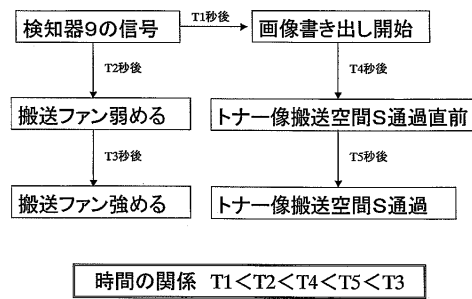 検知器9の信号
T1秒後
画像書き出し開始
T2秒後
T4秒後
搬送ファン弱める
トナー像搬送空間S通過直前
T3秒後
T5秒後
搬送ファン強める
トナー像搬送空間S通過
時間の関係 T1<T2<T4<T5<T3